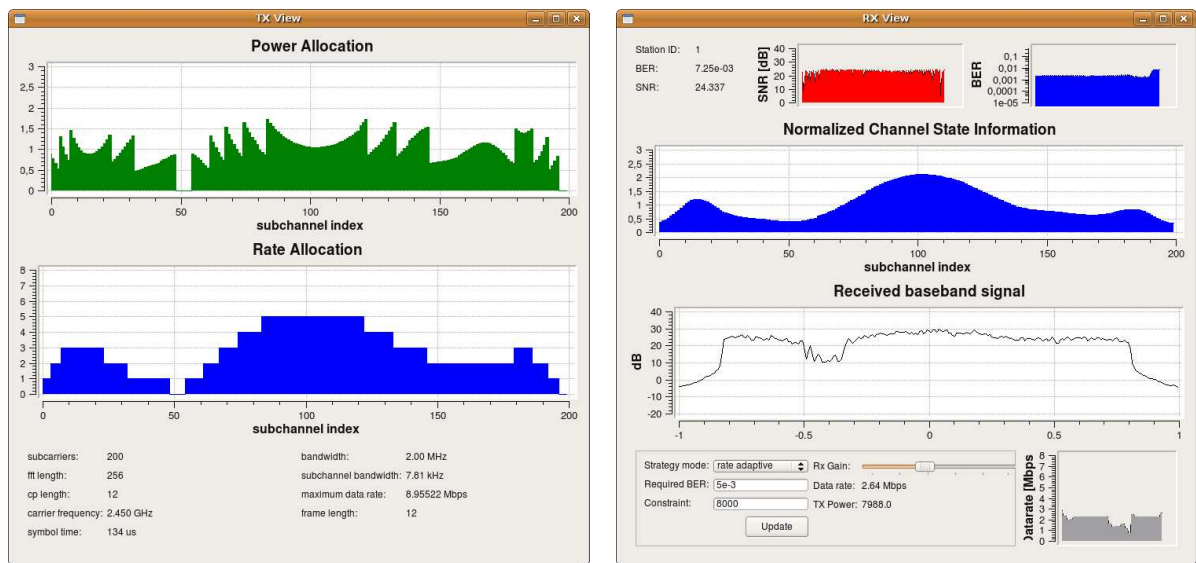 TX View
Power Allocation
3
2,5
2
1,5
1
0,5
0
0 50 100 150 200
subchannel index
Rate Allocation
8
7
6
5
4
3
2
1
0
0 50 100 150 200
subchannel index
subcarriers: 200 bandwidth: 2.00 MHz
fft length: 256 subchannel bandwidth: 7.81 kHz
cp length: 12 maximum data rate: 8.95522 Mbps
carrier frequency: 2.450 GHz frame length: 12
symbol time: 134 us
RX View
Station ID: 1
BER: 7.25e-03
SNR: 24.337
SNR [dB]
40
30
20
10
0
BER
0,1
0,01
0,001
0,0001
1e-05
Normalized Channel State Information
3
2,5
2
1,5
1
0,5
0
0 50 100 150 200
subchannel index
Received baseband signal
dB
40
30
20
10
0
-10
-20
-1 -0.5 0 0.5 1
Strategy mode: rate adaptive Rx Gain:
Required BER: 5e-3 Data rate: 2.64 Mbps
Constraint: 8000 TX Power: 7988.0
Update
Datarate [Mbps
8
7
6
5
4
3
2
1
0